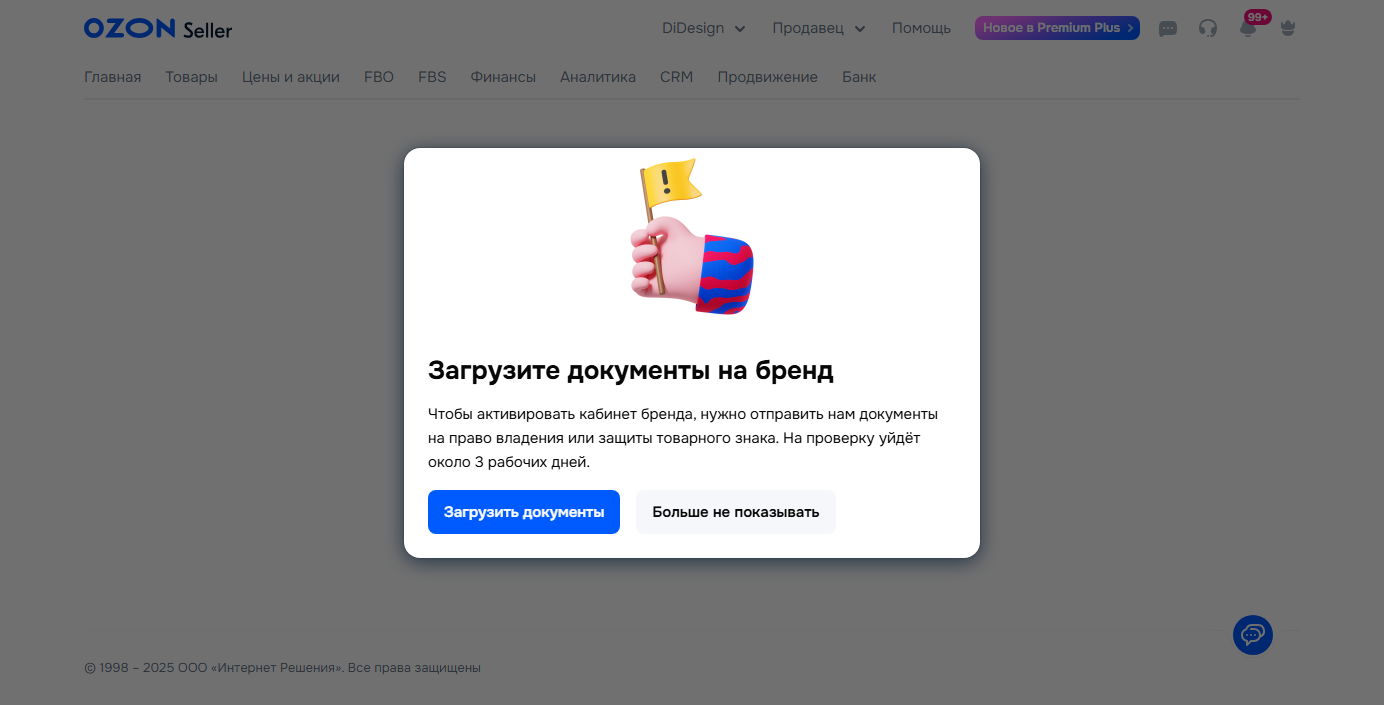 OZON Seller
DiDesign
Продавец
Помощь
Новое в Premium Plus
99+
Главная
Товары
Цены и акции
FBO
FBS
Финансы
Аналитика
CRM
Продвижение
Банк
!
Загрузите документы на бренд
Чтобы активировать кабинет бренда, нужно отправить нам документы
на право владения или защиты товарного знака. На проверку уйдёт
около 3 рабочих дней.
Загрузить документы
Больше не показывать
© 1998 – 2025 ООО «Интернет Решения». Все права защищены